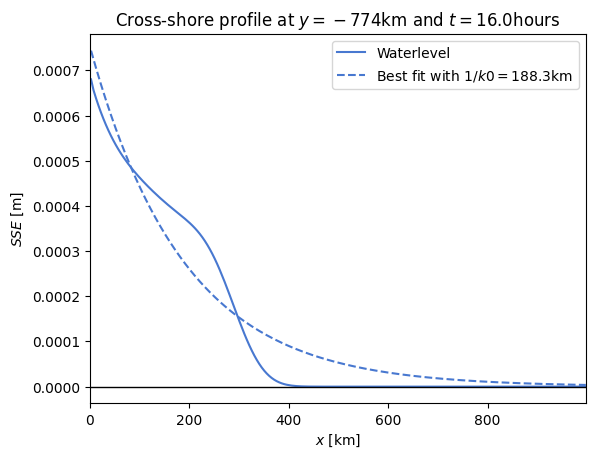 Cross-shore profile at y = −774km and t = 16.0hours
Waterlevel
Best fit with 1/k0 = 188.3km
SSE [m]
0.0007
0.0006
0.0005
0.0004
0.0003
0.0002
0.0001
0.0000
0 200 400 600 800
x [km]